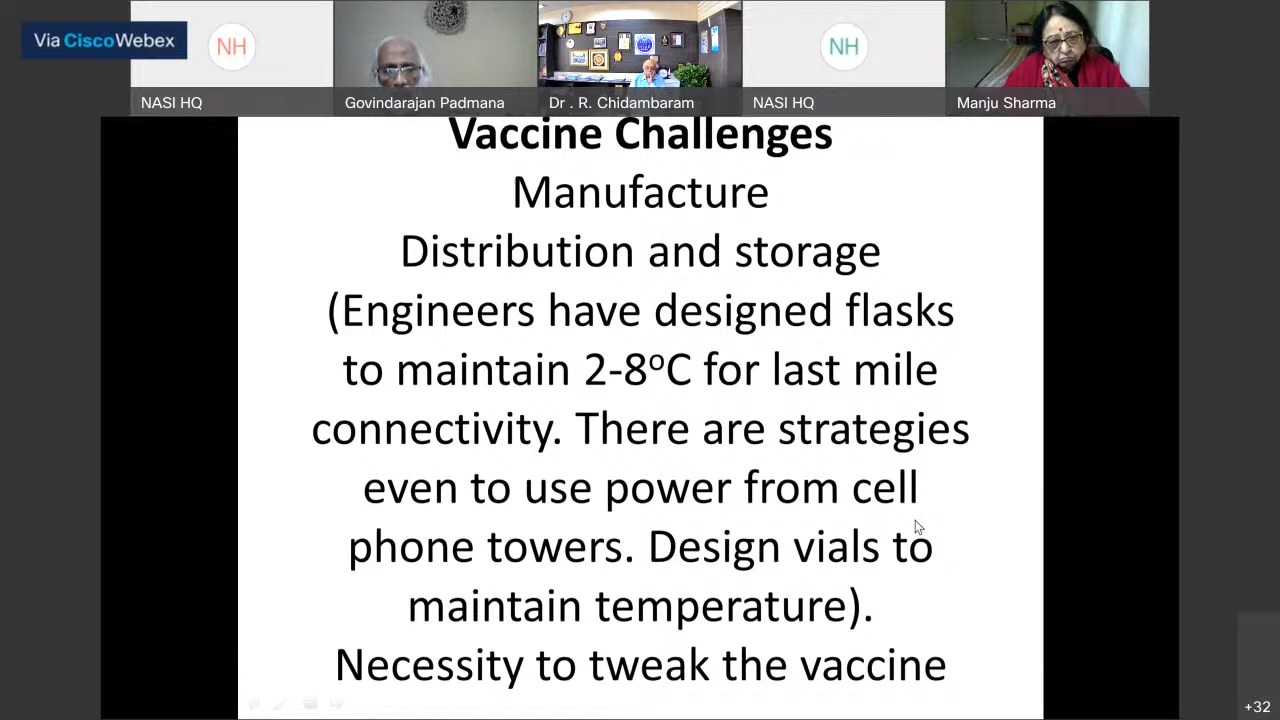 Via Cisco Webex
NH
NH
NASI HQ
Govindarajan Padmana
Dr . R. Chidambaram
NASI HQ
Manju Sharma
Vaccine Challenges
Manufacture
Distribution and storage
(Engineers have designed flasks
to maintain 2-8ºC for last mile
connectivity. There are strategies
even to use power from cell
phone towers. Design vials to
maintain temperature).
Necessity to tweak the vaccine
+32